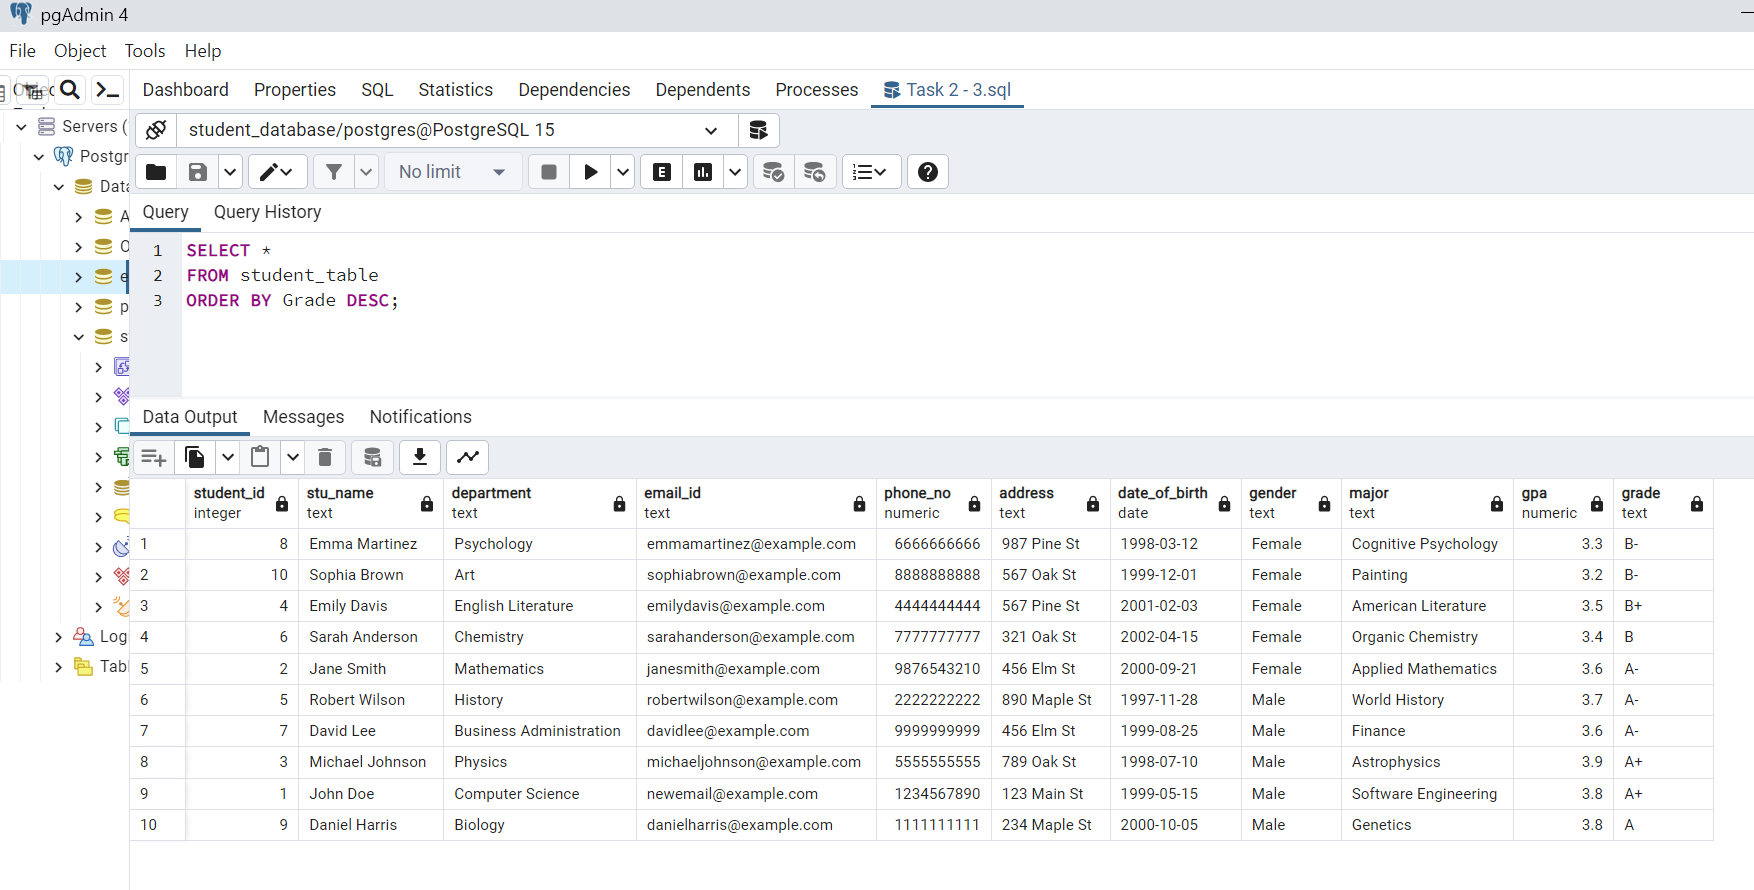 pgAdmin 4
File Object Tools Help
Dashboard Properties SQL Statistics Dependencies Dependents Processes Task 2 - 3.sql
Servers (
student_database/postgres@PostgreSQL 15
Postgr
No limit
Data
Query Query History
1 SELECT *
2 FROM student_table
3 ORDER BY Grade DESC;
Data Output Messages Notifications
student_id stu_name department email_id phone_no address date_of_birth gender major gpa grade
integer text text text numeric text date text text numeric text
1 8 Emma Martinez Psychology emmamartinez@example.com 6666666666 987 Pine St 1998-03-12 Female Cognitive Psychology 3.3 B-
2 10 Sophia Brown Art sophiabrown@example.com 8888888888 567 Oak St 1999-12-01 Female Painting 3.2 B-
3 4 Emily Davis English Literature emilydavis@example.com 4444444444 567 Pine St 2001-02-03 Female American Literature 3.5 B+
4 6 Sarah Anderson Chemistry sarahanderson@example.com 7777777777 321 Oak St 2002-04-15 Female Organic Chemistry 3.4 B
5 2 Jane Smith Mathematics janesmith@example.com 9876543210 456 Elm St 2000-09-21 Female Applied Mathematics 3.6 A-
6 5 Robert Wilson History robertwilson@example.com 2222222222 890 Maple St 1997-11-28 Male World History 3.7 A-
7 7 David Lee Business Administration davidlee@example.com 9999999999 456 Elm St 1999-08-25 Male Finance 3.6 A-
8 3 Michael Johnson Physics michaeljohnson@example.com 5555555555 789 Oak St 1998-07-10 Male Astrophysics 3.9 A+
9 1 John Doe Computer Science newemail@example.com 1234567890 123 Main St 1999-05-15 Male Software Engineering 3.8 A+
10 9 Daniel Harris Biology danielharris@example.com 1111111111 234 Maple St 2000-10-05 Male Genetics 3.8 A
Log
Tabl